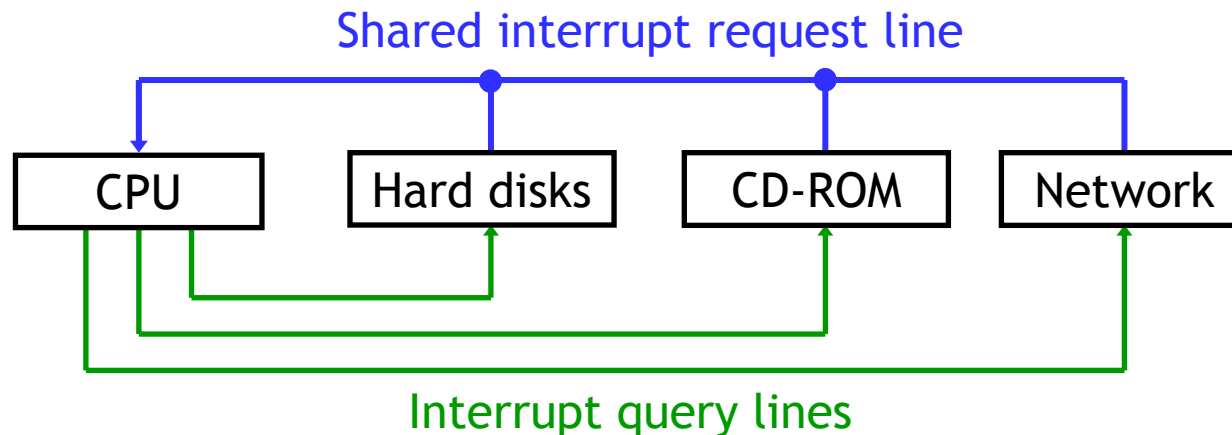 Shared interrupt request line
CPU
Hard disks
CD-ROM
Network
Interrupt query lines